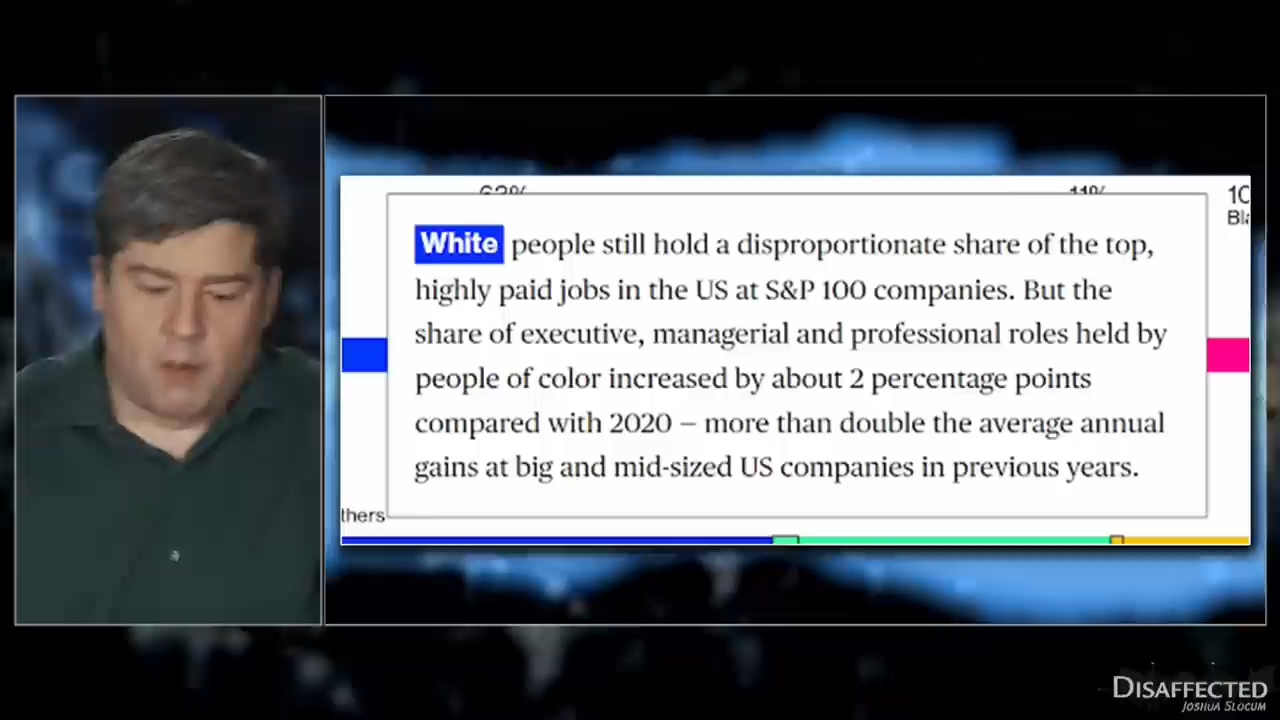 10
Bla
White people still hold a disproportionate share of the top,
highly paid jobs in the US at S&P 100 companies. But the
share of executive, managerial and professional roles held by
people of color increased by about 2 percentage points
compared with 2020 – more than double the average annual
gains at big and mid-sized US companies in previous years.
thers
DISAFFECTED
JOSHUA SLOCUM